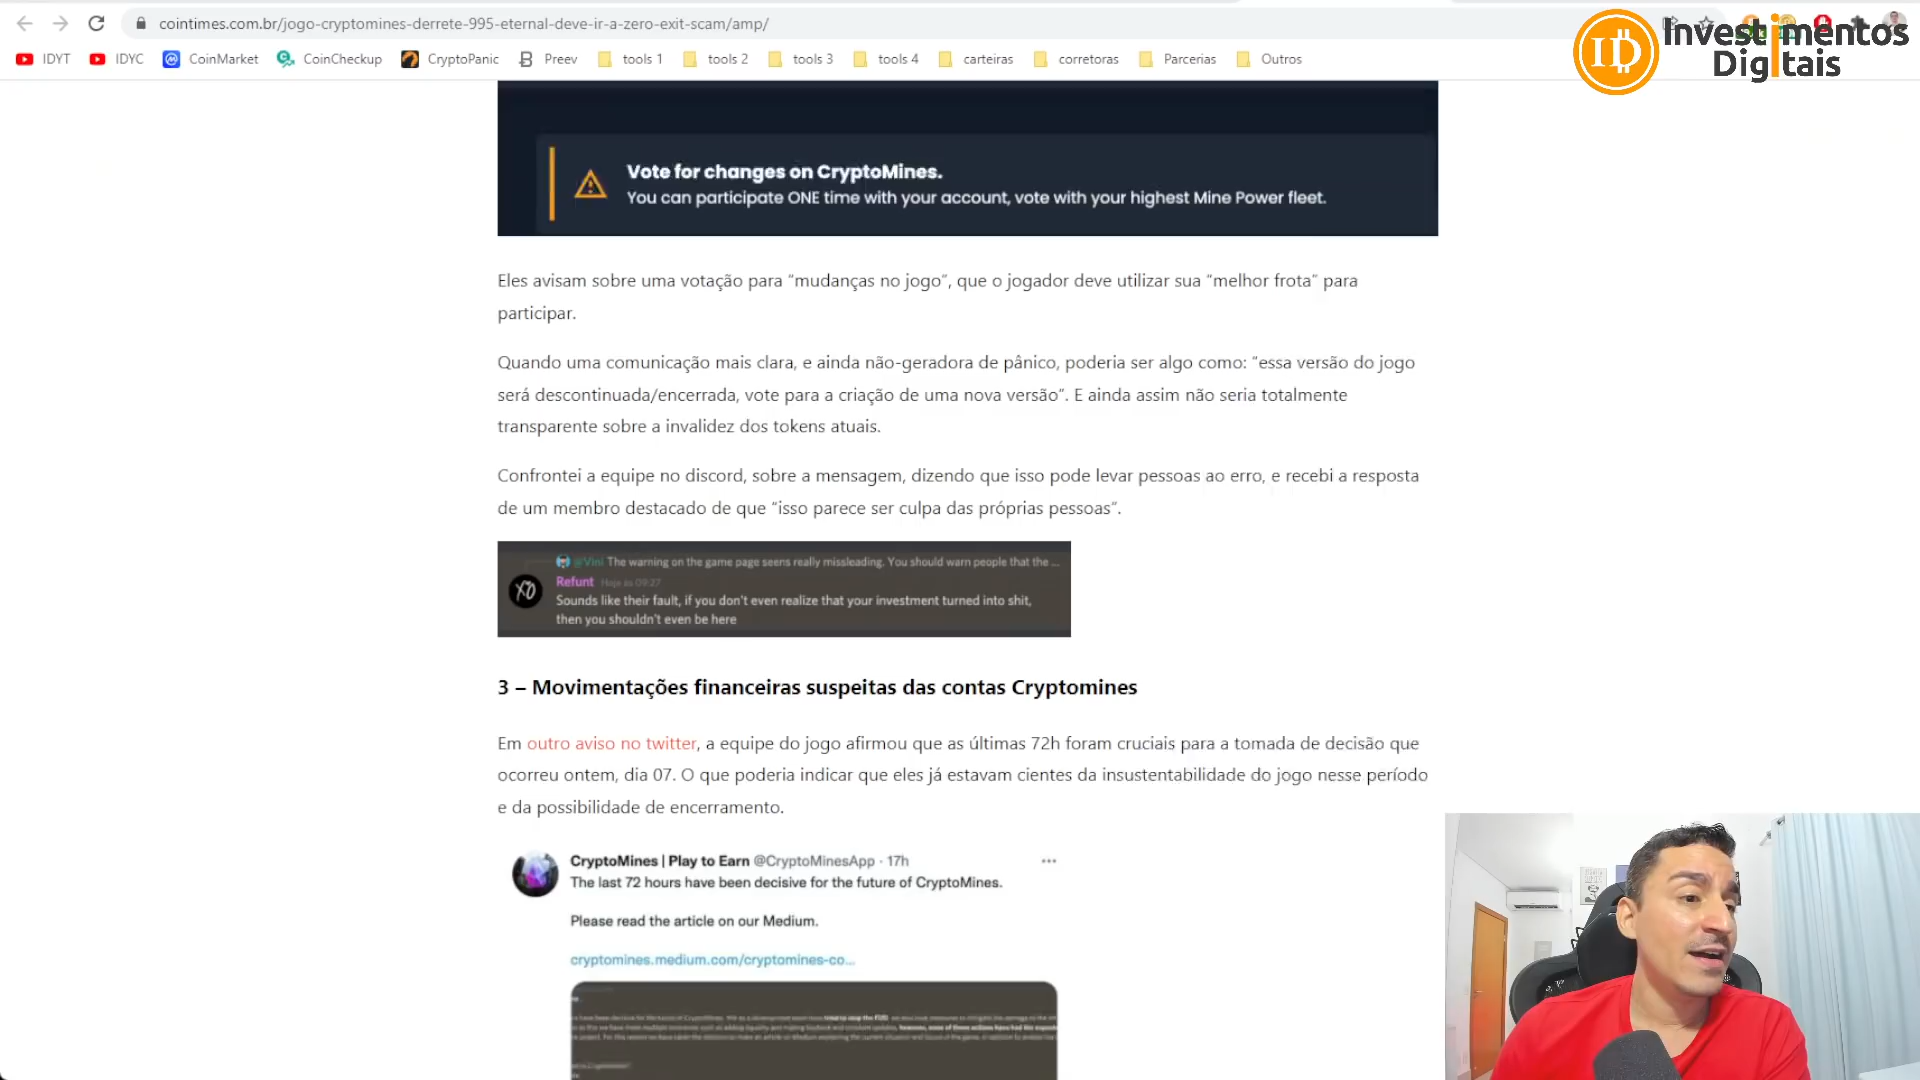 cointimes.com.br/jogo-cryptomines-derrete-995-eternal-deve-ir-a-zero-exit-scam/amp/
IDYT IDYC CoinMarket CoinCheckup CryptoPanic Preev tools 1 tools 2 tools 3 tools 4 carteiras corretoras Parcerias Outros
ID
Investimentos
Digitais
Vote for changes on CryptoMines.
You can participate ONE time with your account, vote with your highest Mine Power fleet.
Eles avisam sobre uma votação para “mudanças no jogo”, que o jogador deve utilizar sua “melhor frota” para
participar.
Quando uma comunicação mais clara, e ainda não-geradora de pânico, poderia ser algo como: “essa versão do jogo
será descontinuada/encerrada, vote para a criação de uma nova versão”. E ainda assim não seria totalmente
transparente sobre a invalidez dos tokens atuais.
Confrontei a equipe no discord, sobre a mensagem, dizendo que isso pode levar pessoas ao erro, e recebi a resposta
de um membro destacado de que “isso parece ser culpa das próprias pessoas”.
@Vini The warning on the game page seens really missleading. You should warn people that the ...
Refunt Hoje às 09:27
XO
Sounds like their fault, if you don't even realize that your investment turned into shit,
then you shouldn't even be here
3 – Movimentações financeiras suspeitas das contas Cryptomines
Em outro aviso no twitter, a equipe do jogo afirmou que as últimas 72h foram cruciais para a tomada de decisão que
ocorreu ontem, dia 07. O que poderia indicar que eles já estavam cientes da insustentabilidade do jogo nesse período
e da possibilidade de encerramento.
CryptoMines | Play to Earn @CryptoMinesApp · 17h
The last 72 hours have been decisive for the future of CryptoMines.
Please read the article on our Medium.
cryptomines.medium.com/cryptomines-co...